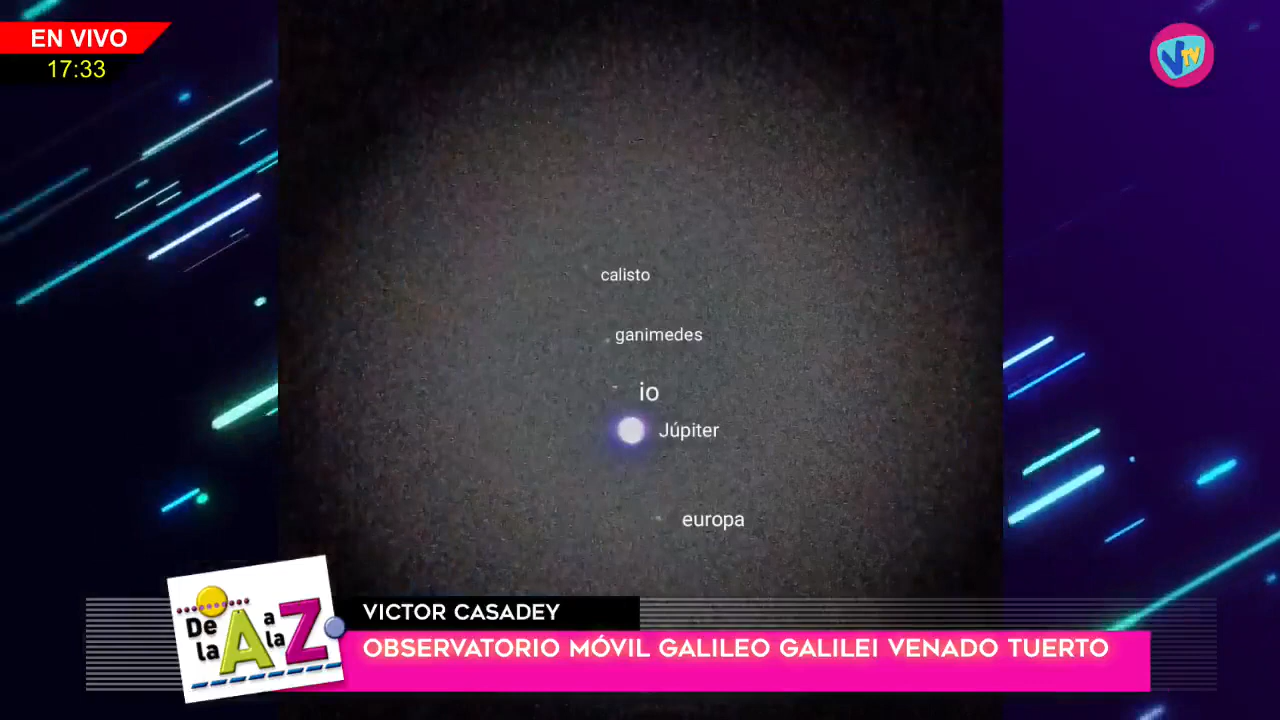 EN VIVO
17:33
VTV
calisto
ganimedes
io
Júpiter
europa
De la A a la Z
VICTOR CASADEY
OBSERVATORIO MÓVIL GALILEO GALILEI VENADO TUERTO